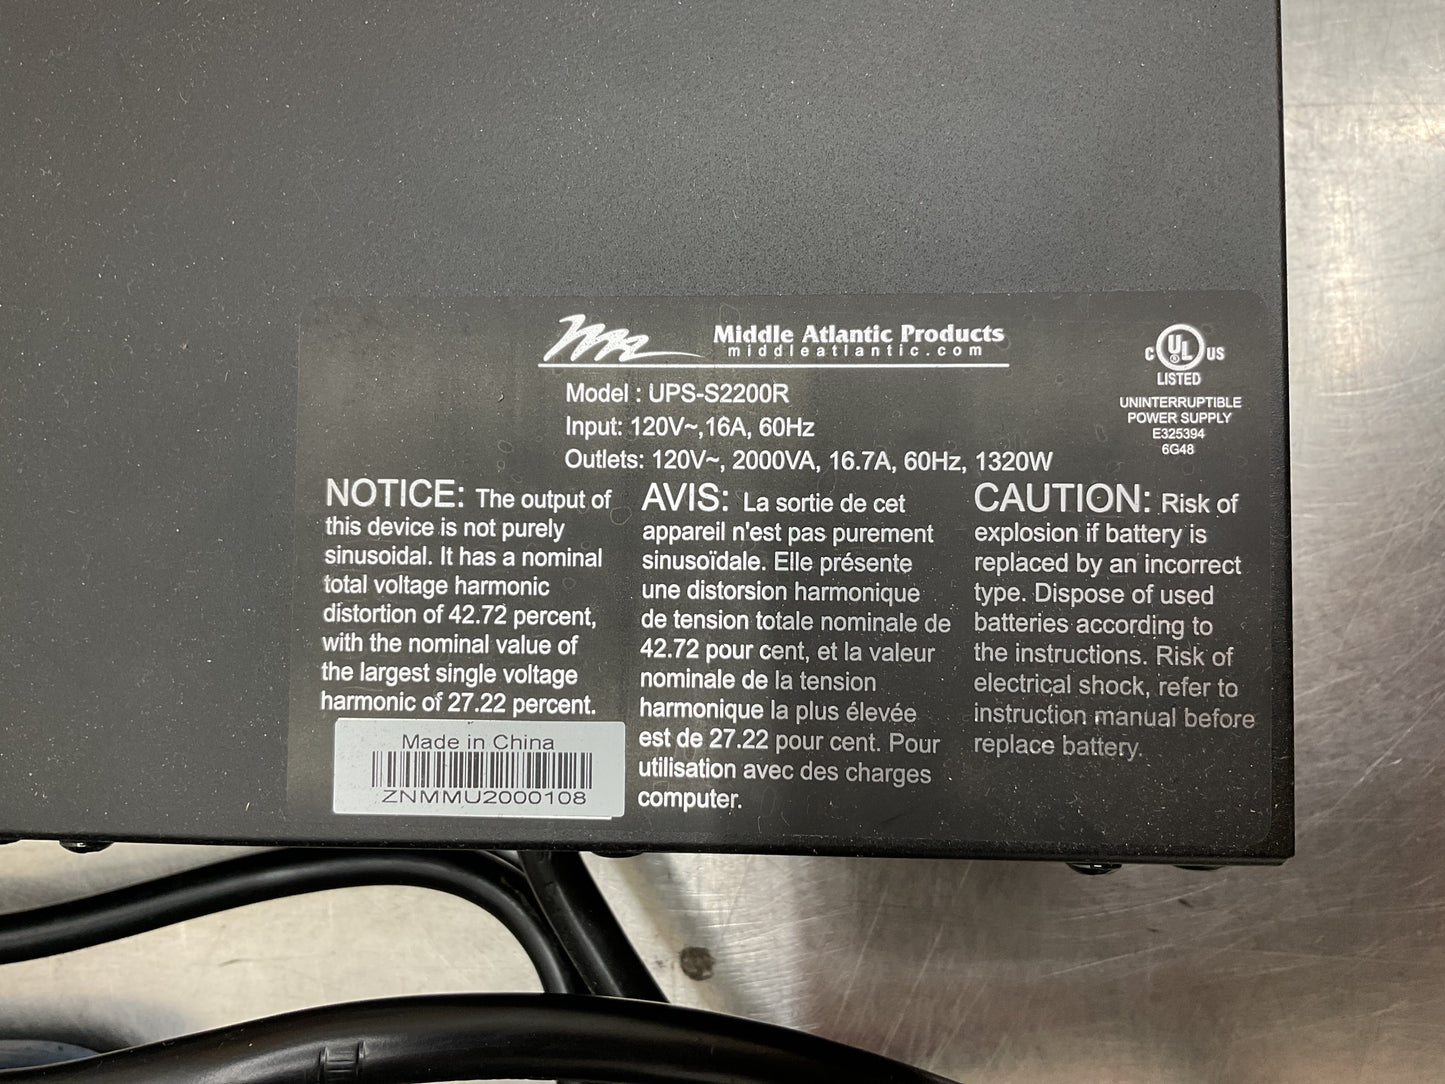 Middle Atlantic Products
middleatlantic.com
Model : UPS-S2200R
Input: 120V~,16A, 60Hz
Outlets: 120V~, 2000VA, 16.7A, 60Hz, 1320W
C UL ® US
LISTED
UNINTERRUPTIBLE
POWER SUPPLY
E325394
6G48
NOTICE: The output of
this device is not purely
sinusoidal. It has a nominal
total voltage harmonic
distortion of 42.72 percent,
with the nominal value of
the largest single voltage
harmonic of 27.22 percent.
Made in China
ZNMMU2000108
AVIS: La sortie de cet
appareil n'est pas purement
sinusoïdale. Elle présente
une distorsion harmonique
de tension totale nominale de
42.72 pour cent, et la valeur
nominale de la tension
harmonique la plus élevée
est de 27.22 pour cent. Pour
utilisation avec des charges
computer.
CAUTION: Risk of
explosion if battery is
replaced by an incorrect
type. Dispose of used
batteries according to
the instructions. Risk of
electrical shock, refer to
instruction manual before
replace battery.